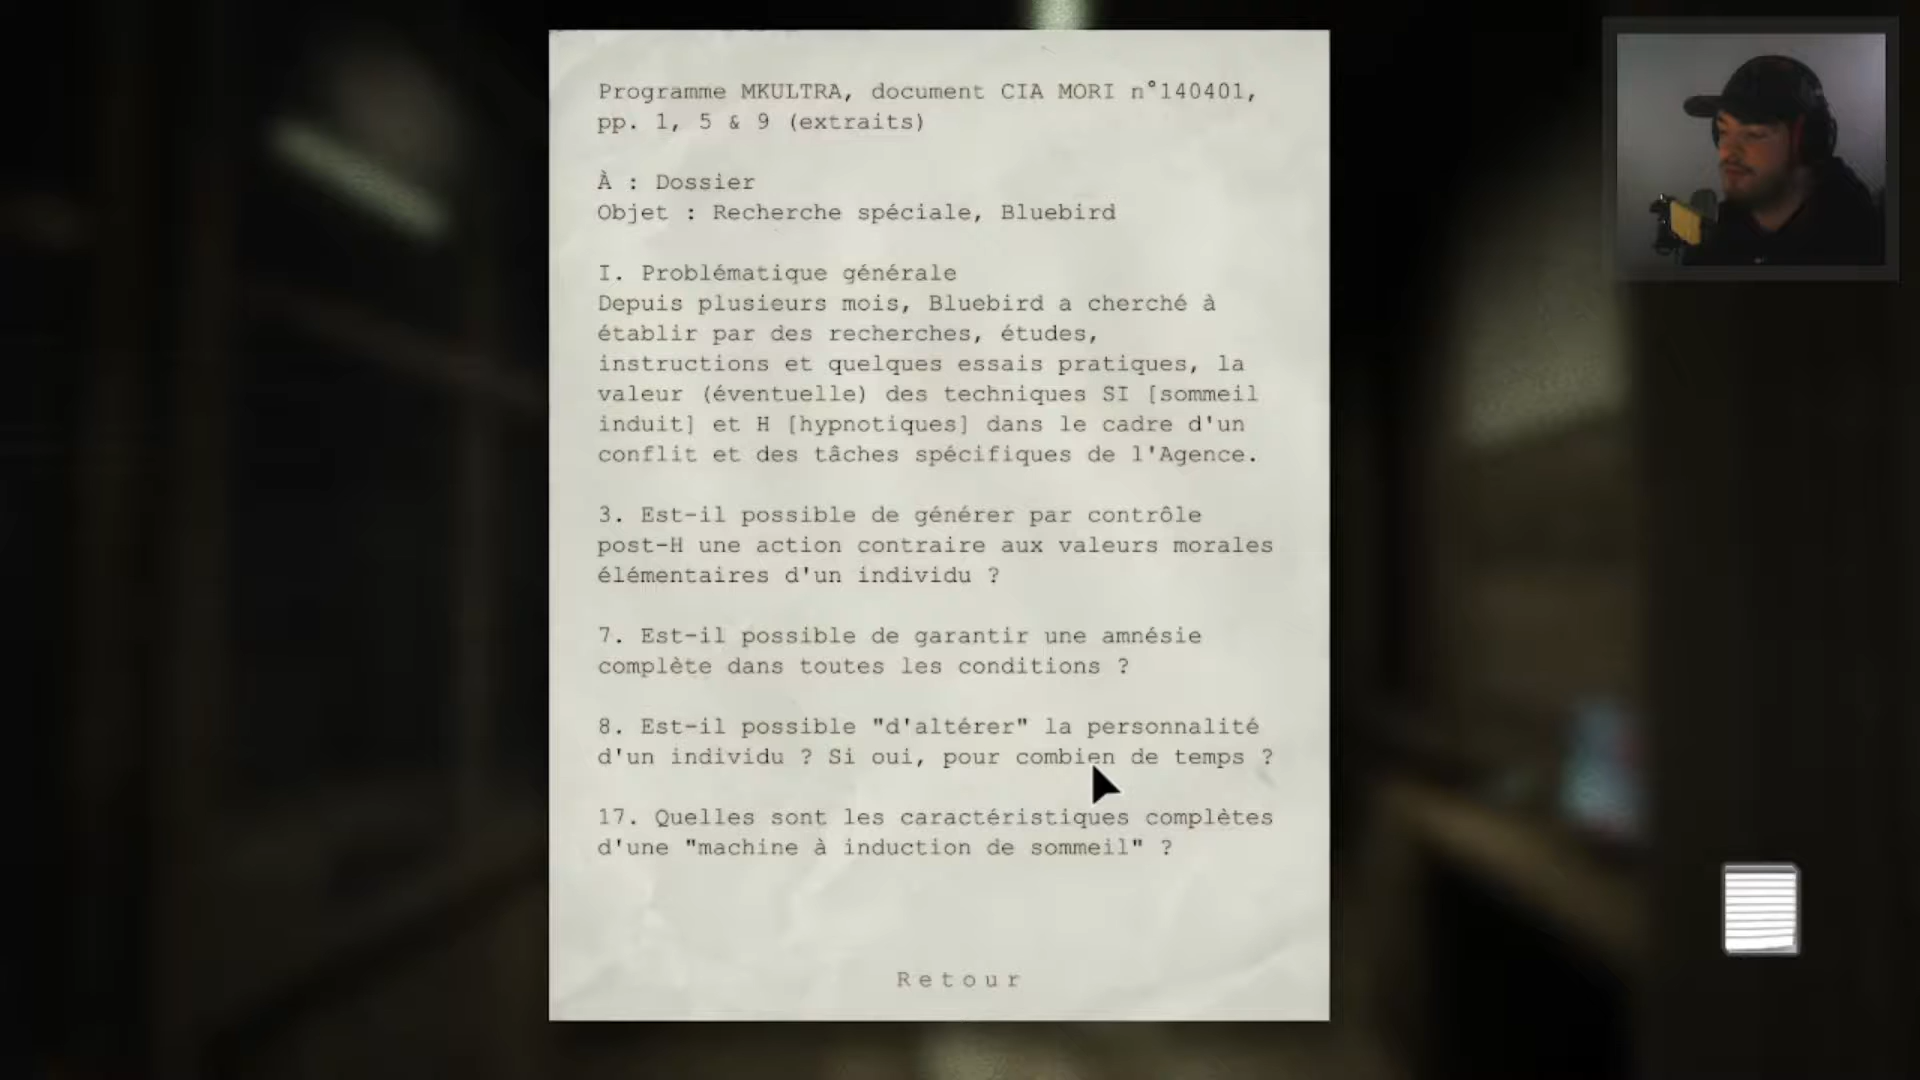 Programme MKULTRA, document CIA MORI n°140401,
pp. 1, 5 & 9 (extraits)
À : Dossier
Objet : Recherche spéciale, Bluebird
I. Problématique générale
Depuis plusieurs mois, Bluebird a cherché à
établir par des recherches, études,
instructions et quelques essais pratiques, la
valeur (éventuelle) des techniques SI [sommeil
induit] et H [hypnotiques] dans le cadre d'un
conflit et des tâches spécifiques de l'Agence.
3. Est-il possible de générer par contrôle
post-H une action contraire aux valeurs morales
élémentaires d'un individu ?
7. Est-il possible de garantir une amnésie
complète dans toutes les conditions ?
8. Est-il possible "d'altérer" la personnalité
d'un individu ? Si oui, pour combien de temps ?
17. Quelles sont les caractéristiques complètes
d'une "machine à induction de sommeil" ?
Retour